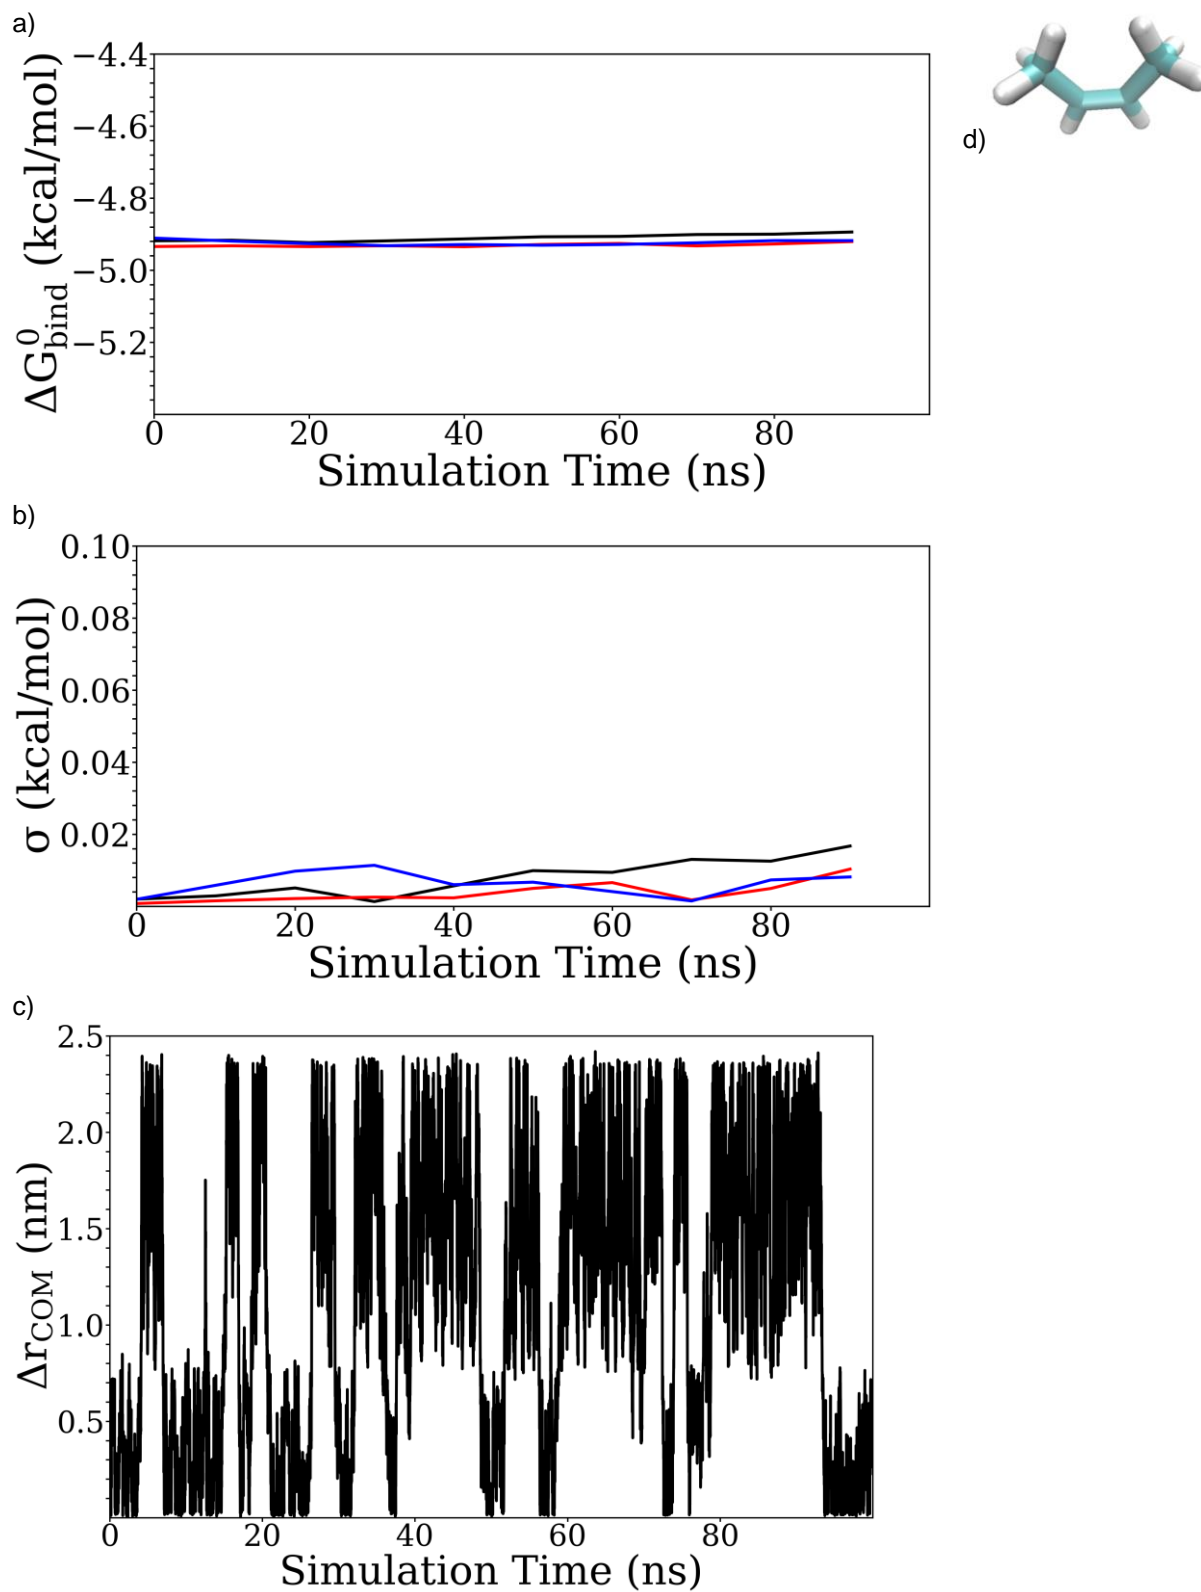 a)
−4.4
−4.6
−4.8
−5.0
−5.2
ΔG⁰bind (kcal/mol)
0 20 40 60 80
Simulation Time (ns)
d)
b)
0.10
0.08
0.06
0.04
0.02
σ (kcal/mol)
0 20 40 60 80
Simulation Time (ns)
c)
2.5
2.0
1.5
1.0
0.5
ΔrCOM (nm)
0 20 40 60 80
Simulation Time (ns)